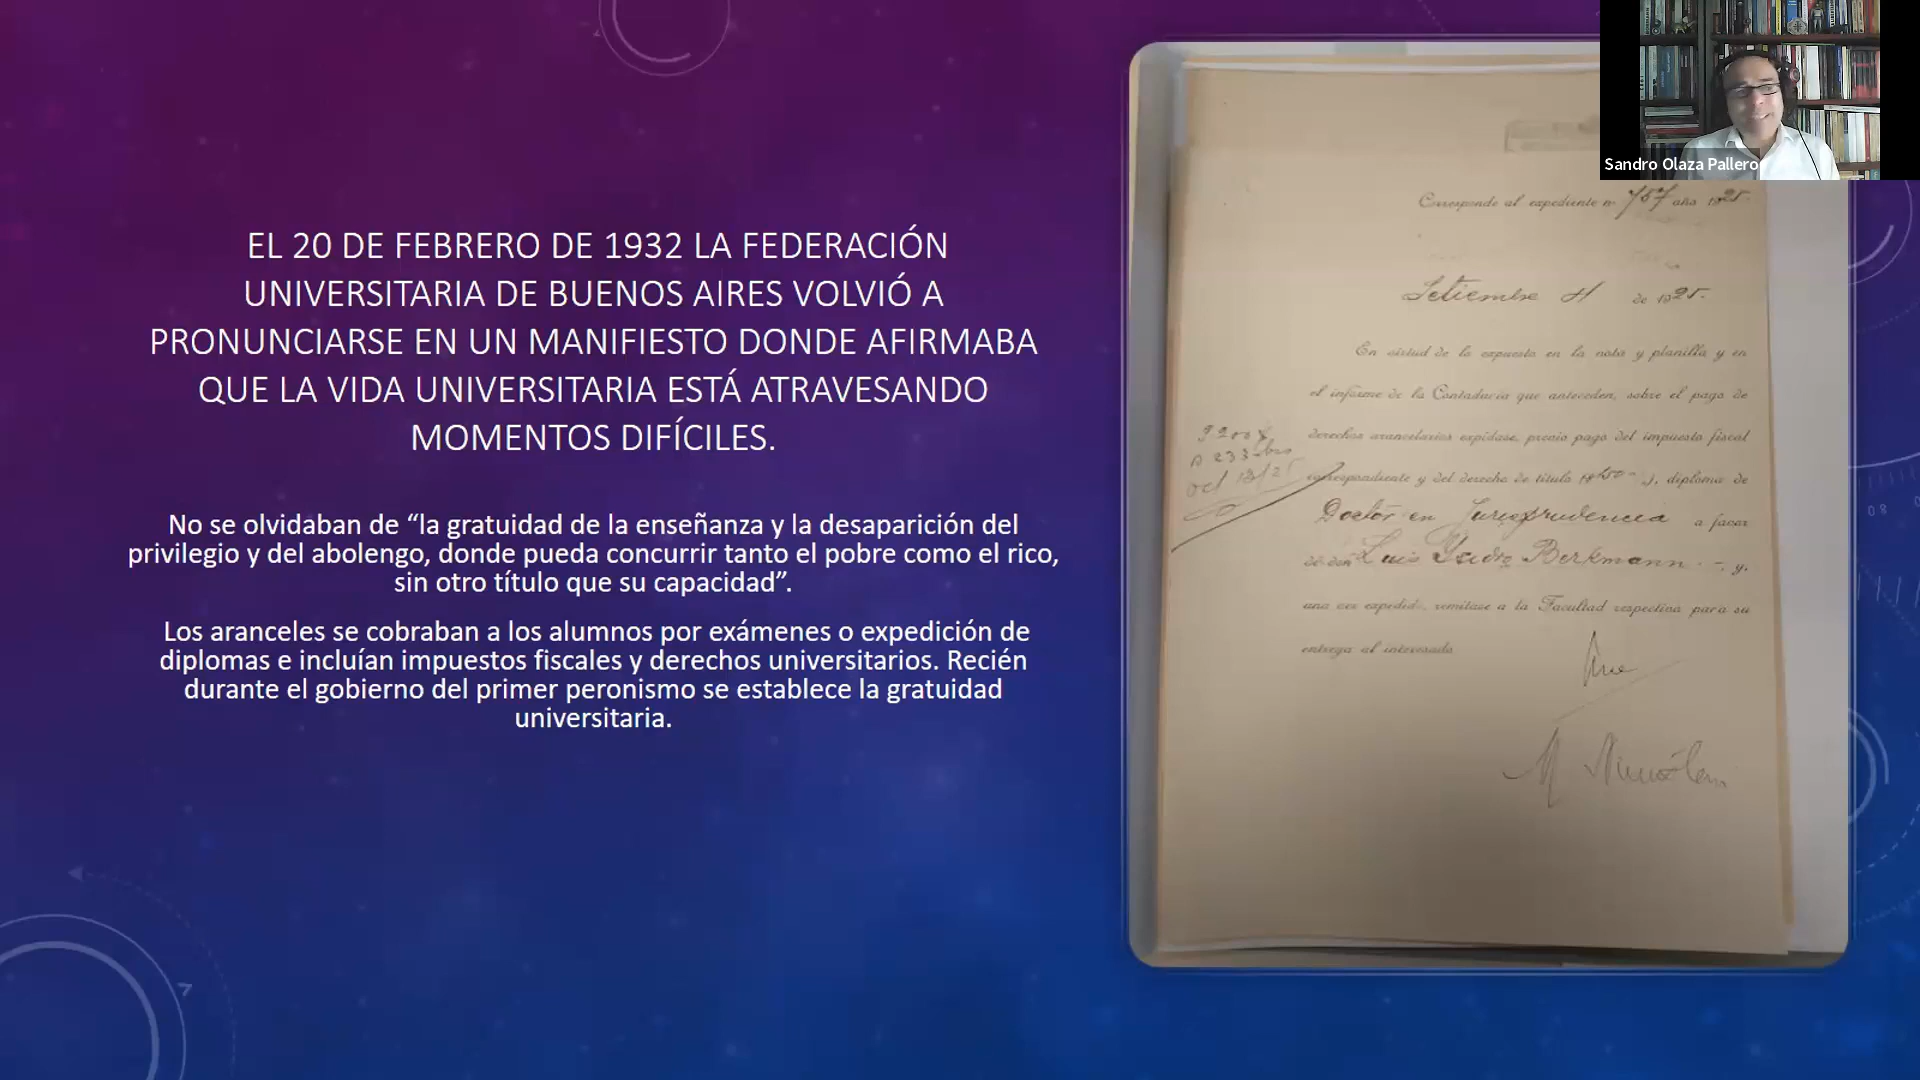 EL 20 DE FEBRERO DE 1932 LA FEDERACIÓN
UNIVERSITARIA DE BUENOS AIRES VOLVIÓ A
PRONUNCIARSE EN UN MANIFIESTO DONDE AFIRMABA
QUE LA VIDA UNIVERSITARIA ESTÁ ATRAVESANDO
MOMENTOS DIFÍCILES.
No se olvidaban de “la gratuidad de la enseñanza y la desaparición del
privilegio y del abolengo, donde pueda concurrir tanto el pobre como el rico,
sin otro título que su capacidad”.
Los aranceles se cobraban a los alumnos por exámenes o expedición de
diplomas e incluían impuestos fiscales y derechos universitarios. Recién
durante el gobierno del primer peronismo se establece la gratuidad
universitaria.
Sandro Olaza Pallero
Corresponde al expediente n 757 año 1925
Setiembre de 1925.
En virtud de lo expuesto en la nota y planilla y en
el informe de la Contaduría que anteceden, sobre el pago de
derechos arancelarios expídase, previo pago del impuesto fiscal
correspondiente y del derecho de título diploma de
Doctor en Jurisprudencia a favor
de don Luis Ysidro Berkmann y,
una vez expedido, remítase a la Facultad respectiva para su
entrega al interesado